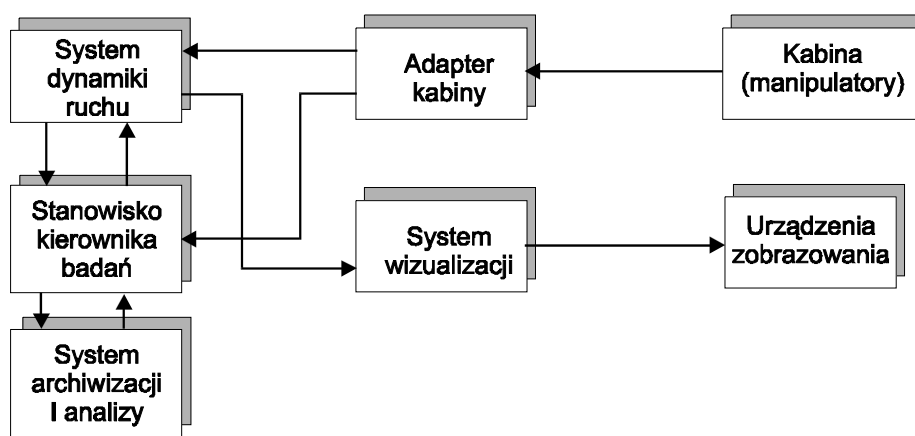 System
dynamiki
ruchu
Adapter
kabiny
Kabina
(manipulatory)
Stanowisko
kierownika
badań
System
wizualizacji
Urządzenia
zobrazowania
System
archiwizacji
I analizy